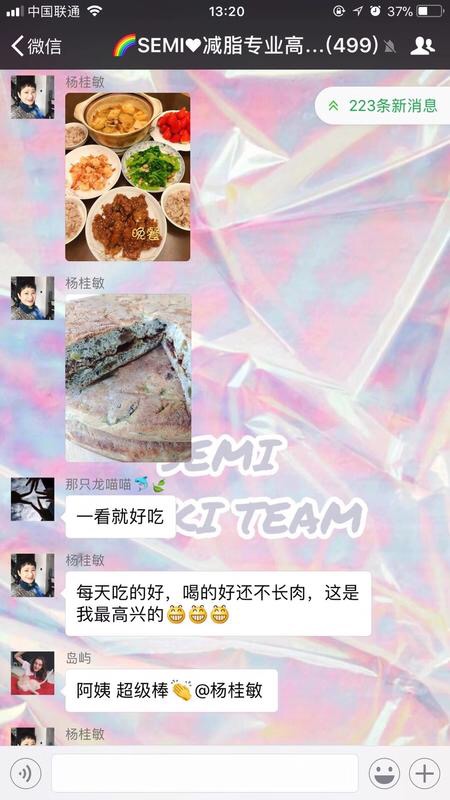 中国联通
13:20
37%
微信
🌈SEMI❤减脂专业高...(499)
杨桂敏
223条新消息
晚餐
杨桂敏
SEMI
KI TEAM
那只龙喵喵🐬🍃
一看就好吃
杨桂敏
每天吃的好，喝的好还不长肉，这是
我最高兴的😁😁😁
岛屿
阿姨 超级棒👏@杨桂敏
杨桂敏